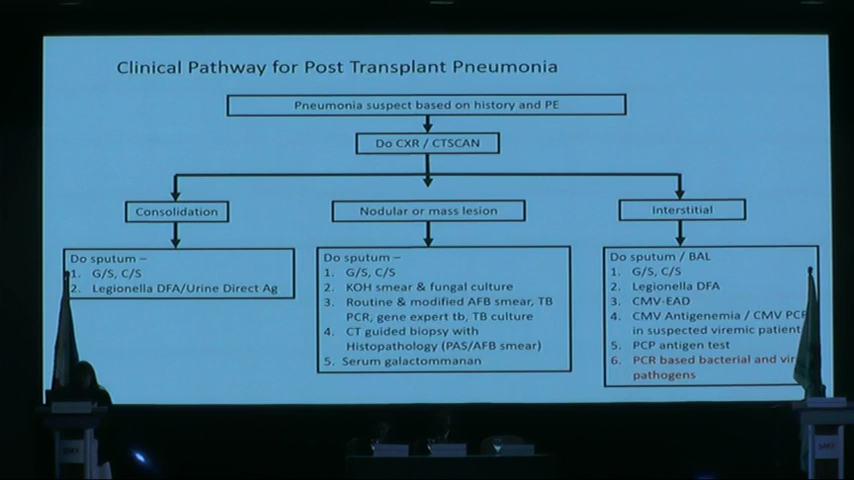 Clinical Pathway for Post Transplant Pneumonia
Pneumonia suspect based on history and PE
Do CXR / CTSCAN
Consolidation
Nodular or mass lesion
Interstitial
Do sputum –
1. G/S, C/S
2. Legionella DFA/Urine Direct Ag
Do sputum –
1. G/S, C/S
2. KOH smear & fungal culture
3. Routine & modified AFB smear, TB
PCR, gene expert tb, TB culture
4. CT guided biopsy with
Histopathology (PAS/AFB smear)
5. Serum galactommanan
Do sputum / BAL
1. G/S, C/S
2. Legionella DFA
3. CMV-EAD
4. CMV Antigenemia / CMV PCR
in suspected viremic patient
5. PCP antigen test
6. PCR based bacterial and
pathogens